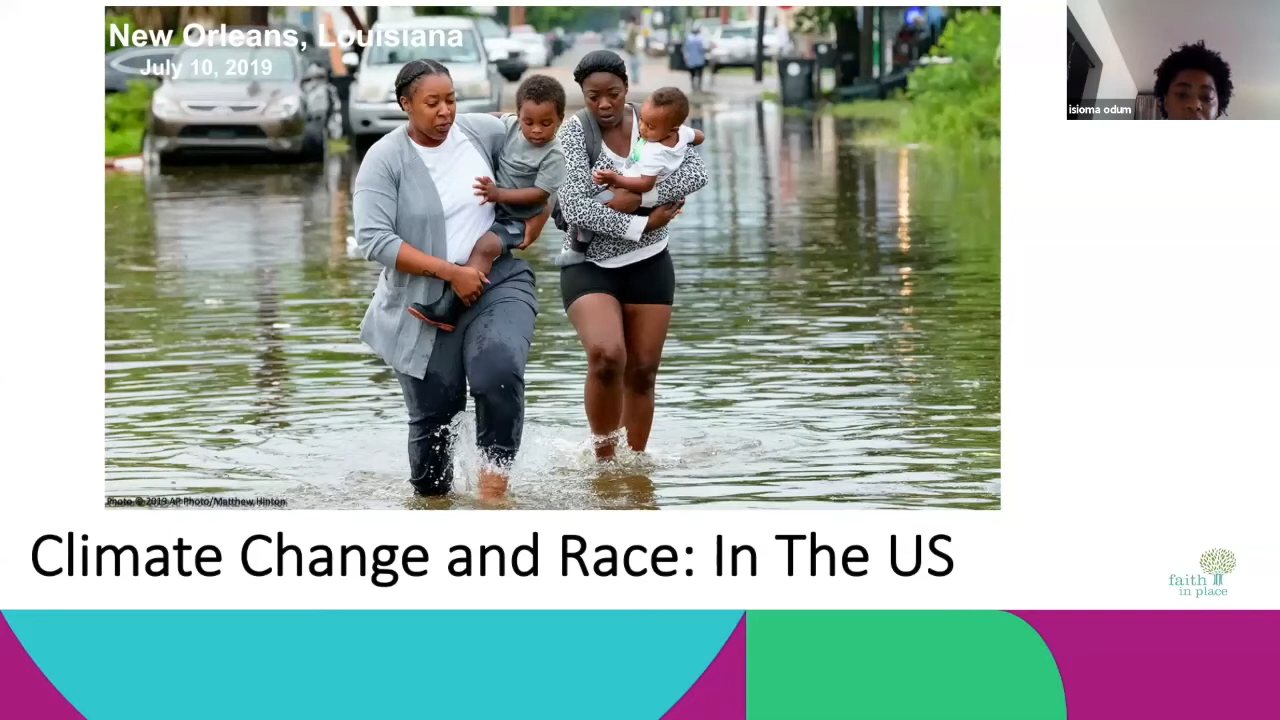 New Orleans, Louisiana
July 10, 2019
isioma odum
Photo © 2019 AP Photo/Matthew Hinton
Climate Change and Race: In The US
faith
in place